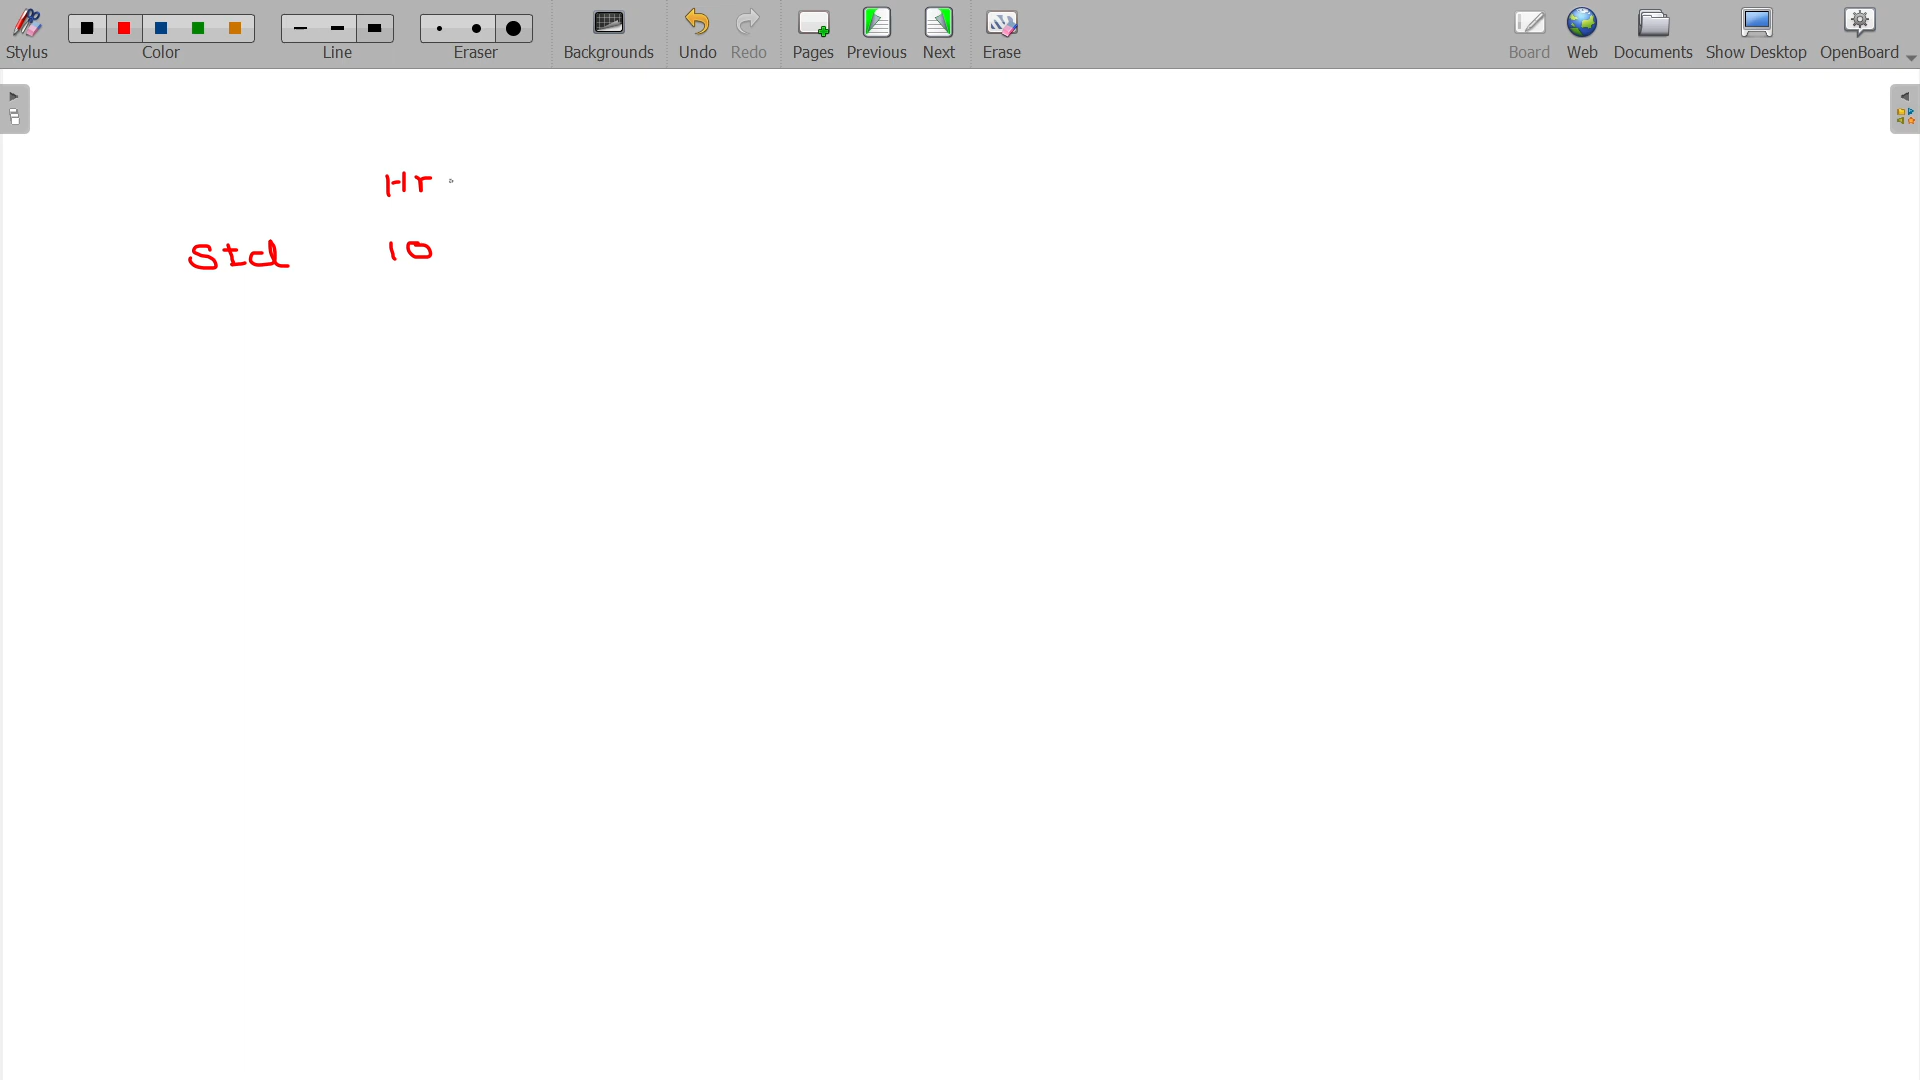 Stylus Color Line Eraser Backgrounds Undo Redo Pages Previous Next Erase Board Web Documents Show Desktop OpenBoard
Hr
Std 10